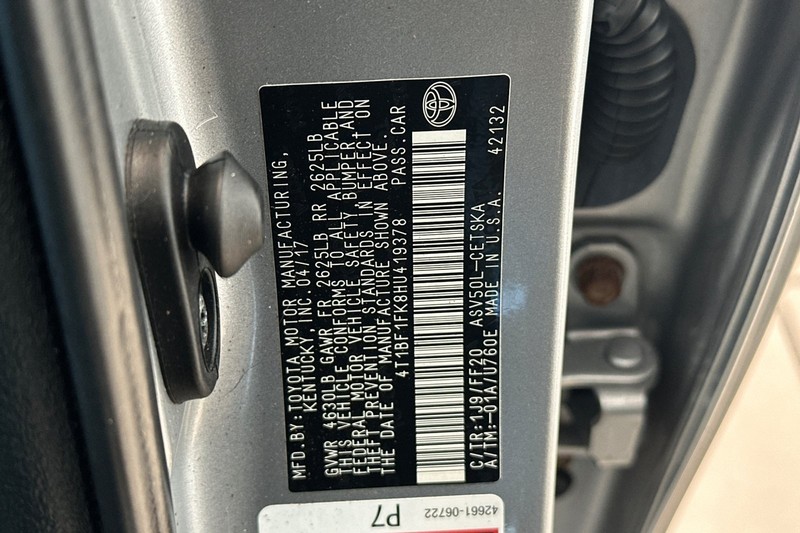 MFD.BY:TOYOTA MOTOR MANUFACTURING,
KENTUCKY, INC. 04/17
GVWR 4630LB GAWR FR 2625LB RR 2625LB
THIS VEHICLE CONFORMS TO ALL APPLICABLE
FEDERAL MOTOR VEHICLE SAFETY, BUMPER AND
THEFT PREVENTION STANDARDS IN EFFECT ON
THE DATE OF MANUFACTURE SHOWN ABOVE.
4T1BF1FK8HU419378 PASS.CAR
C/TR:1J9/FF20 ASV50L-CETSKA
A/TM:-01A/U760E MADE IN U.S.A. 42132
P7
42661-06722